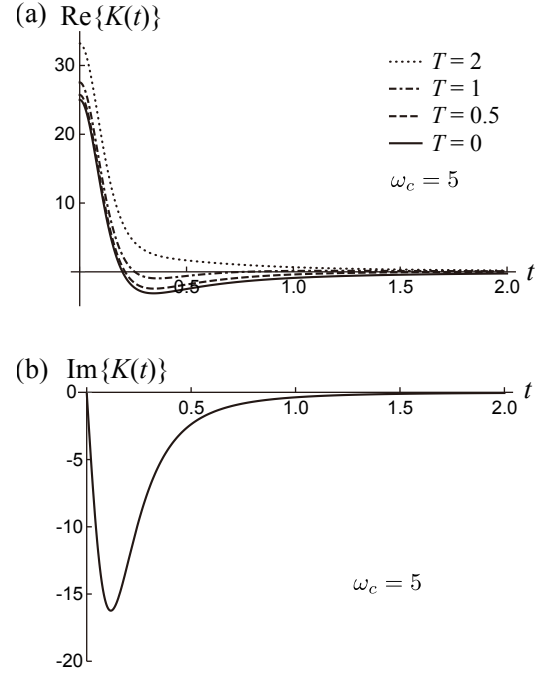 (a) Re{K(t)}
30
20
10
T = 2
T = 1
T = 0.5
T = 0
ω_c = 5
0.5 1.0 1.5 2.0 t
(b) Im{K(t)}
0
0.5 1.0 1.5 2.0 t
-5
-10
-15
-20
ω_c = 5